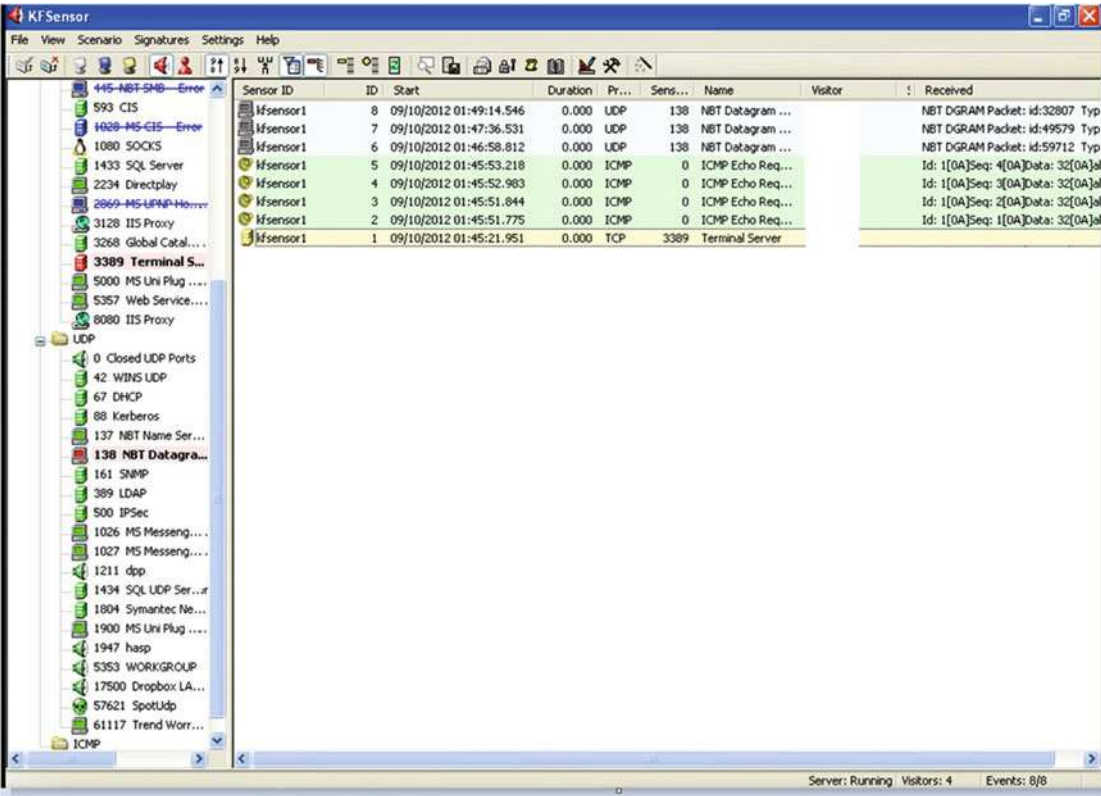 KFSensor
File View Scenario Signatures Settings Help
Sensor ID ID Start Duration Pr... Sens... Name Visitor Received
kfsensor1 8 09/10/2012 01:49:14.546 0.000 UDP 138 NBT Datagram ... NBT DGRAM Packet: id:32807 Typ
kfsensor1 7 09/10/2012 01:47:36.531 0.000 UDP 138 NBT Datagram ... NBT DGRAM Packet: id:49579 Typ
kfsensor1 6 09/10/2012 01:46:58.812 0.000 UDP 138 NBT Datagram ... NBT DGRAM Packet: id:59712 Typ
kfsensor1 5 09/10/2012 01:45:53.218 0.000 ICMP 0 ICMP Echo Req... Id: 1[0A]Seq: 4[0A]Data: 32[0A]al
kfsensor1 4 09/10/2012 01:45:52.983 0.000 ICMP 0 ICMP Echo Req... Id: 1[0A]Seq: 3[0A]Data: 32[0A]al
kfsensor1 3 09/10/2012 01:45:51.844 0.000 ICMP 0 ICMP Echo Req... Id: 1[0A]Seq: 2[0A]Data: 32[0A]al
kfsensor1 2 09/10/2012 01:45:51.775 0.000 ICMP 0 ICMP Echo Req... Id: 1[0A]Seq: 1[0A]Data: 32[0A]al
kfsensor1 1 09/10/2012 01:45:21.951 0.000 TCP 3389 Terminal Server
445 NBT SMB - Error
593 CIS
1028 MS CIS - Error
1080 SOCKS
1433 SQL Server
2234 Directplay
2869 MS UPNP Ho...
3128 IIS Proxy
3268 Global Catal...
3389 Terminal S...
5000 MS Uni Plug ...
5357 Web Service...
8080 IIS Proxy
UDP
0 Closed UDP Ports
42 WINS UDP
67 DHCP
88 Kerberos
137 NBT Name Ser...
138 NBT Datagra...
161 SNMP
389 LDAP
500 IPSec
1026 MS Messeng...
1027 MS Messeng...
1211 dpp
1434 SQL UDP Ser...r
1804 Symantec Ne...
1900 MS Uni Plug ...
1947 hasp
5353 WORKGROUP
17500 Dropbox LA...
57621 SpotUdp
61117 Trend Worr...
ICMP
Server: Running Visitors: 4 Events: 8/8